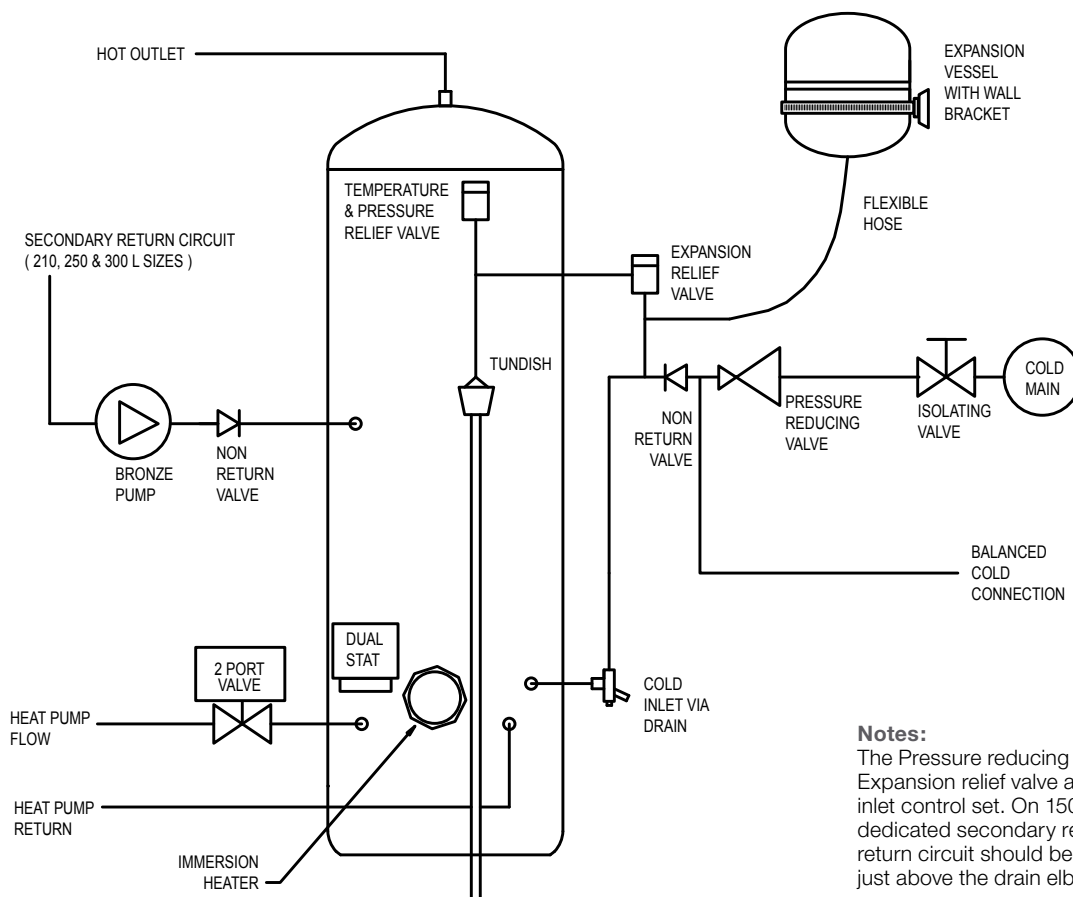 HOT OUTLET
EXPANSION
VESSEL
WITH WALL
BRACKET
TEMPERATURE
& PRESSURE
RELIEF VALVE
FLEXIBLE
HOSE
SECONDARY RETURN CIRCUIT
( 210, 250 & 300 L SIZES )
EXPANSION
RELIEF
VALVE
TUNDISH
COLD
MAIN
PRESSURE
REDUCING
VALVE
ISOLATING
VALVE
NON
RETURN
VALVE
BRONZE
PUMP
NON
RETURN
VALVE
BALANCED
COLD
CONNECTION
DUAL
STAT
2 PORT
VALVE
COLD
INLET VIA
DRAIN
HEAT PUMP
FLOW
HEAT PUMP
RETURN
IMMERSION
HEATER
Notes:
The Pressure reducing
Expansion relief valve a
inlet control set. On 150
dedicated secondary re
return circuit should be
just above the drain elb